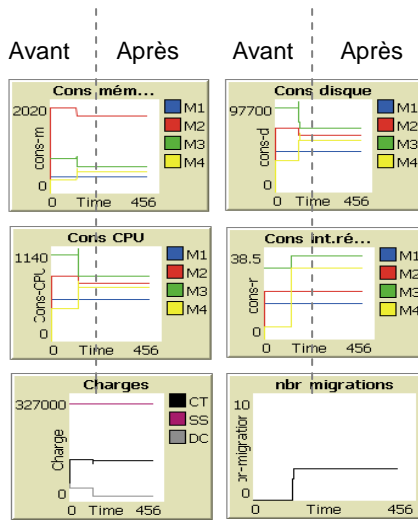 Avant Après Avant Après
Cons mém...
2020
cons-m
0
0 Time 456
M1
M2
M3
M4
Cons disque
97700
cons-d
0
0 Time 456
M1
M2
M3
M4
Cons CPU
1140
Cons-CPU
0
0 Time 456
M1
M2
M3
M4
Cons int.ré...
38.5
cons-r
0
0 Time 456
M1
M2
M3
M4
Charges
327000
Charge
0
0 Time 456
CT
SS
DC
nbr migrations
10
br-migration
0
0 Time 456